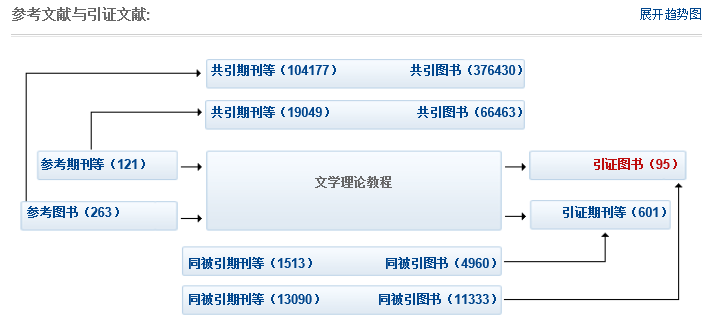 参考文献与引证文献:
展开趋势图
共引期刊等（104177） 共引图书（376430）
共引期刊等（19049） 共引图书（66463）
参考期刊等（121） 文学理论教程 引证图书（95）
参考图书（263） 引证期刊等（601）
同被引期刊等（1513） 同被引图书（4960）
同被引期刊等（13090） 同被引图书（11333）